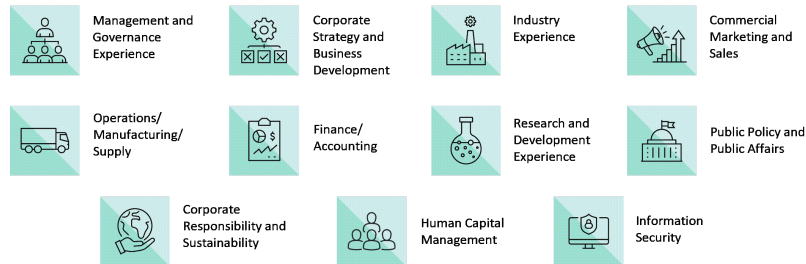 Management and
Governance
Experience
Corporate
Strategy and
Business
Development
Industry
Experience
Commercial
Marketing and
Sales
Operations/
Manufacturing/
Supply
$
Finance/
Accounting
Research and
Development
Experience
Public Policy and
Public Affairs
Corporate
Responsibility and
Sustainability
Human Capital
Management
Information
Security